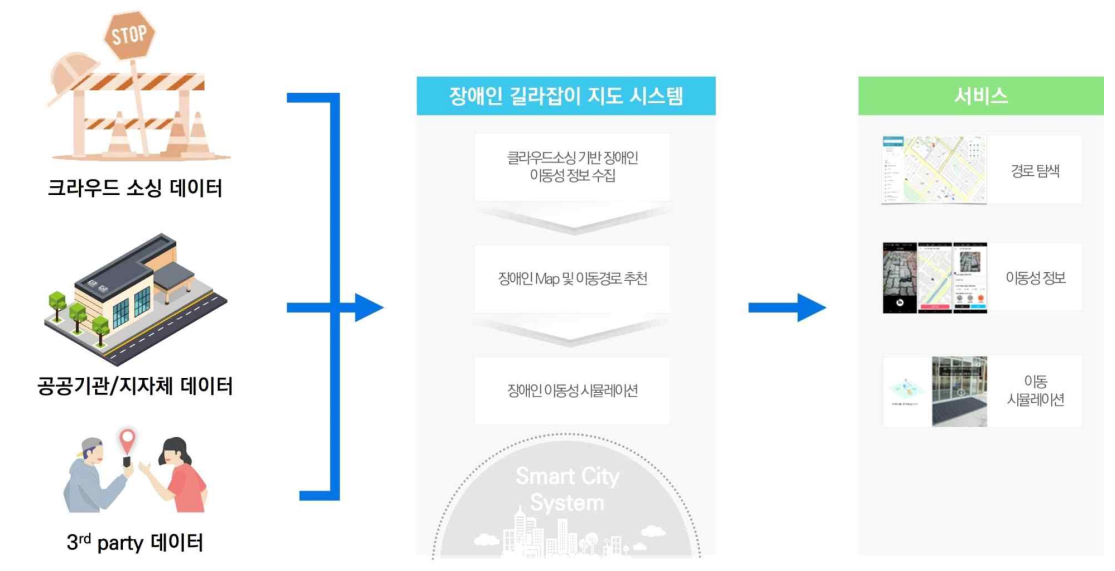 STOP
크라우드 소싱 데이터
공공기관/지자체 데이터
3rd party 데이터
장애인 길라잡이 지도 시스템
클라우드소싱 기반 장애인
이동성 정보 수집
장애인 Map 및 이동경로 추천
장애인 이동성 시뮬레이션
Smart City
System
서비스
경로 탐색
이동성 정보
이동
시뮬레이션